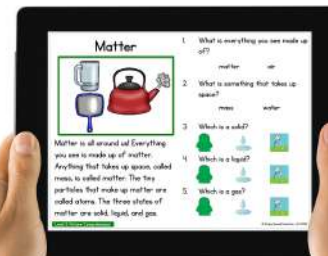 Matter
Matter is all around us! Everything
you see is made up of matter.
Anything that takes up space, called
mass, is called matter. The tiny
particles that make up matter are
called atoms. The three states of
matter are solid, liquid, and gas.
1. What is everything you see made up
of?
matter air
2. What is something that takes up
space?
mass water
3. Which is a solid?
4. Which is a liquid?
5. Which is a gas?